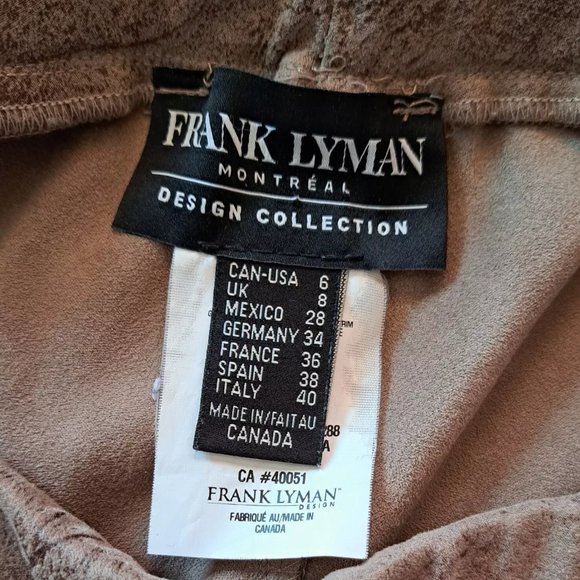 FRANK LYMAN
MONTRÉAL
DESIGN COLLECTION
CAN-USA 6
UK 8
MEXICO 28
GERMANY 34
FRANCE 36
SPAIN 38
ITALY 40
MADE IN/FAIT AU
CANADA
CA #40051
FRANK LYMAN™
DESIGN
FABRIQUÉ AU/MADE IN
CANADA